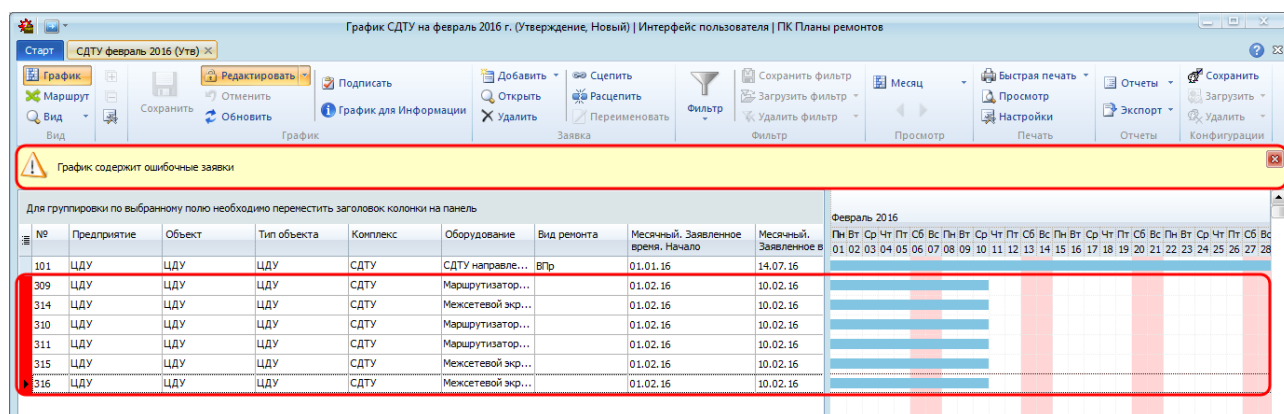 График СДТУ на февраль 2016 г. (Утверждение, Новый) | Интерфейс пользователя | ПК Планы ремонтов
Старт СДТУ февраль 2016 (Утв)
График Редактировать Подписать Добавить Сцепить Сохранить фильтр Месяц Быстрая печать Отчеты Сохранить
Маршрут Сохранить Отменить График для Информации Открыть Расцепить Фильтр Загрузить фильтр Просмотр Экспорт Загрузить
Вид Обновить Удалить Переименовать Удалить фильтр Настройки Удалить
Вид График Заявка Фильтр Просмотр Печать Отчеты Конфигурации
График содержит ошибочные заявки
Для группировки по выбранному полю необходимо переместить заголовок колонки на панель
Февраль 2016
№ Предприятие Объект Тип объекта Комплекс Оборудование Вид ремонта Месячный. Заявленное время. Начало Месячный. Заявленное в
Пн Вт Ср Чт Пт Сб Вс Пн Вт Ср Чт Пт Сб Вс Пн Вт Ср Чт Пт Сб Вс Пн Вт Ср Чт Пт Сб Вс
01 02 03 04 05 06 07 08 09 10 11 12 13 14 15 16 17 18 19 20 21 22 23 24 25 26 27 28
101 ЦДУ ЦДУ ЦДУ СДТУ СДТУ направле... ВПр 01.01.16 14.07.16
309 ЦДУ ЦДУ ЦДУ СДТУ Маршрутизатор... 01.02.16 10.02.16
314 ЦДУ ЦДУ ЦДУ СДТУ Межсетевой экр... 01.02.16 10.02.16
310 ЦДУ ЦДУ ЦДУ СДТУ Маршрутизатор... 01.02.16 10.02.16
311 ЦДУ ЦДУ ЦДУ СДТУ Маршрутизатор... 01.02.16 10.02.16
315 ЦДУ ЦДУ ЦДУ СДТУ Межсетевой экр... 01.02.16 10.02.16
316 ЦДУ ЦДУ ЦДУ СДТУ Межсетевой экр... 01.02.16 10.02.16